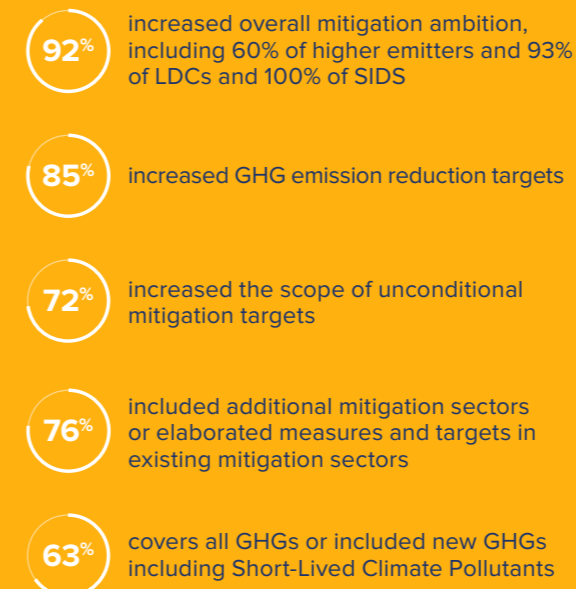 92%
increased overall mitigation ambition,
including 60% of higher emitters and 93%
of LDCs and 100% of SIDS
85%
increased GHG emission reduction targets
72%
increased the scope of unconditional
mitigation targets
76%
included additional mitigation sectors
or elaborated measures and targets in
existing mitigation sectors
63%
covers all GHGs or included new GHGs
including Short-Lived Climate Pollutants